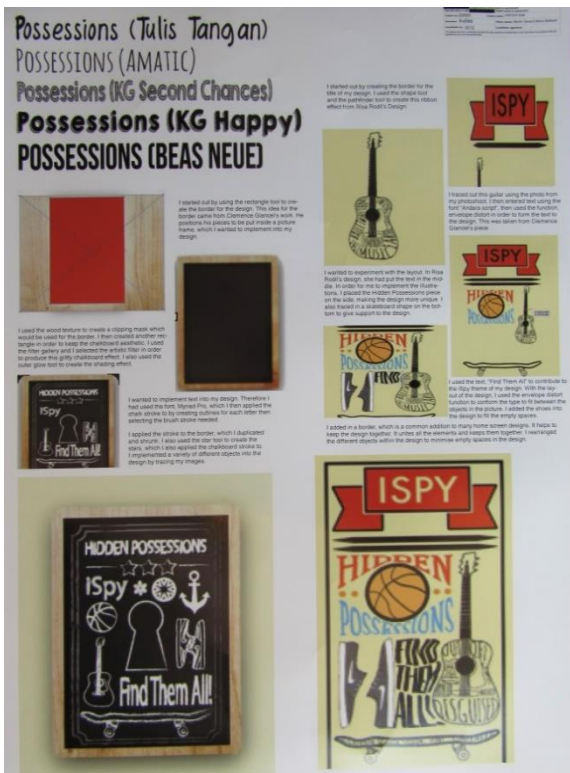 Possessions (Tulis Tangan)
Possessions (Amatic)
Possessions (KG Second Chances)
Possessions (KG Happy)
POSSESSIONS (BEAS NEUE)
I started out by using the rectangle tool to cre-
ate the border for the design. This idea for the
border came from Clemence Glancel's work. He
positions his pieces to be put inside a picture
frame, which I wanted to implement into my
design.
I used the wood texture to create a clipping mask which
would be used for the border. I then created another rec-
tangle in order to keep the chalkboard aesthetic. I used
the filter gallery and I selected the artistic filter in order
to produce this gritty chalkboard effect. I also used the
outer glow tool to create the shading effect.
HIDDEN POSSESSIONS
iSpy
Find Them All!
I wanted to implement text into my design. Therefore I
had used the font, Myriad Pro, which I then applied the
chalk stroke to by creating outlines for each letter then
selecting the brush stroke needed.
I applied the stroke to the border, which I duplicated
and shrunk. I also used the star tool to create the
stars, which I also applied the chalkboard stroke to
I implemented a variety of different objects into the
design by tracing my images.
HIDDEN POSSESSIONS
iSpy
Find Them All!
I started out by creating the border for the
title of my design. I used the shape tool
and the pathfinder tool to create this ribbon
effect from Risa Rodil's Design.
ISPY
MUSIC
I traced out this guitar using the photo from
my photoshoot. I then entered text using the
font "Andara script", then used the function,
envelope distort in order to form the text to
the design. This was taken from Clemence
Glancel's piece
I wanted to experiment with the layout. In Risa
Rodil's design, she had put the text in the mid-
dle. In order for me to implement the illustra-
tions, I placed the Hidden Possessions piece
on the side, making the design more unique. I
also traced in a skateboard shape on the bot-
tom to give support to the design.
ISPY
HIDDEN
POSSESSIONS
HIDDEN
POSSESSIONS
FIND
THEM
ALL!
I used the text, "Find Them All" to contribute to
the iSpy theme of my design. With the lay-
out of the design, I used the envelope distort
function to conform the type to fit between the
objects in the picture. I added the shoes into
the design to fill the empty spaces.
I added in a border, which is a common addition to many home screen designs. It helps to
keep the design together. It unites all the elements and keeps them together. I rearranged
the different objects within the design to minimise empty spaces in the design.
ISPY
HIDDEN
POSSESSIONS
FIND
THEM
ALL!
DISGUISED